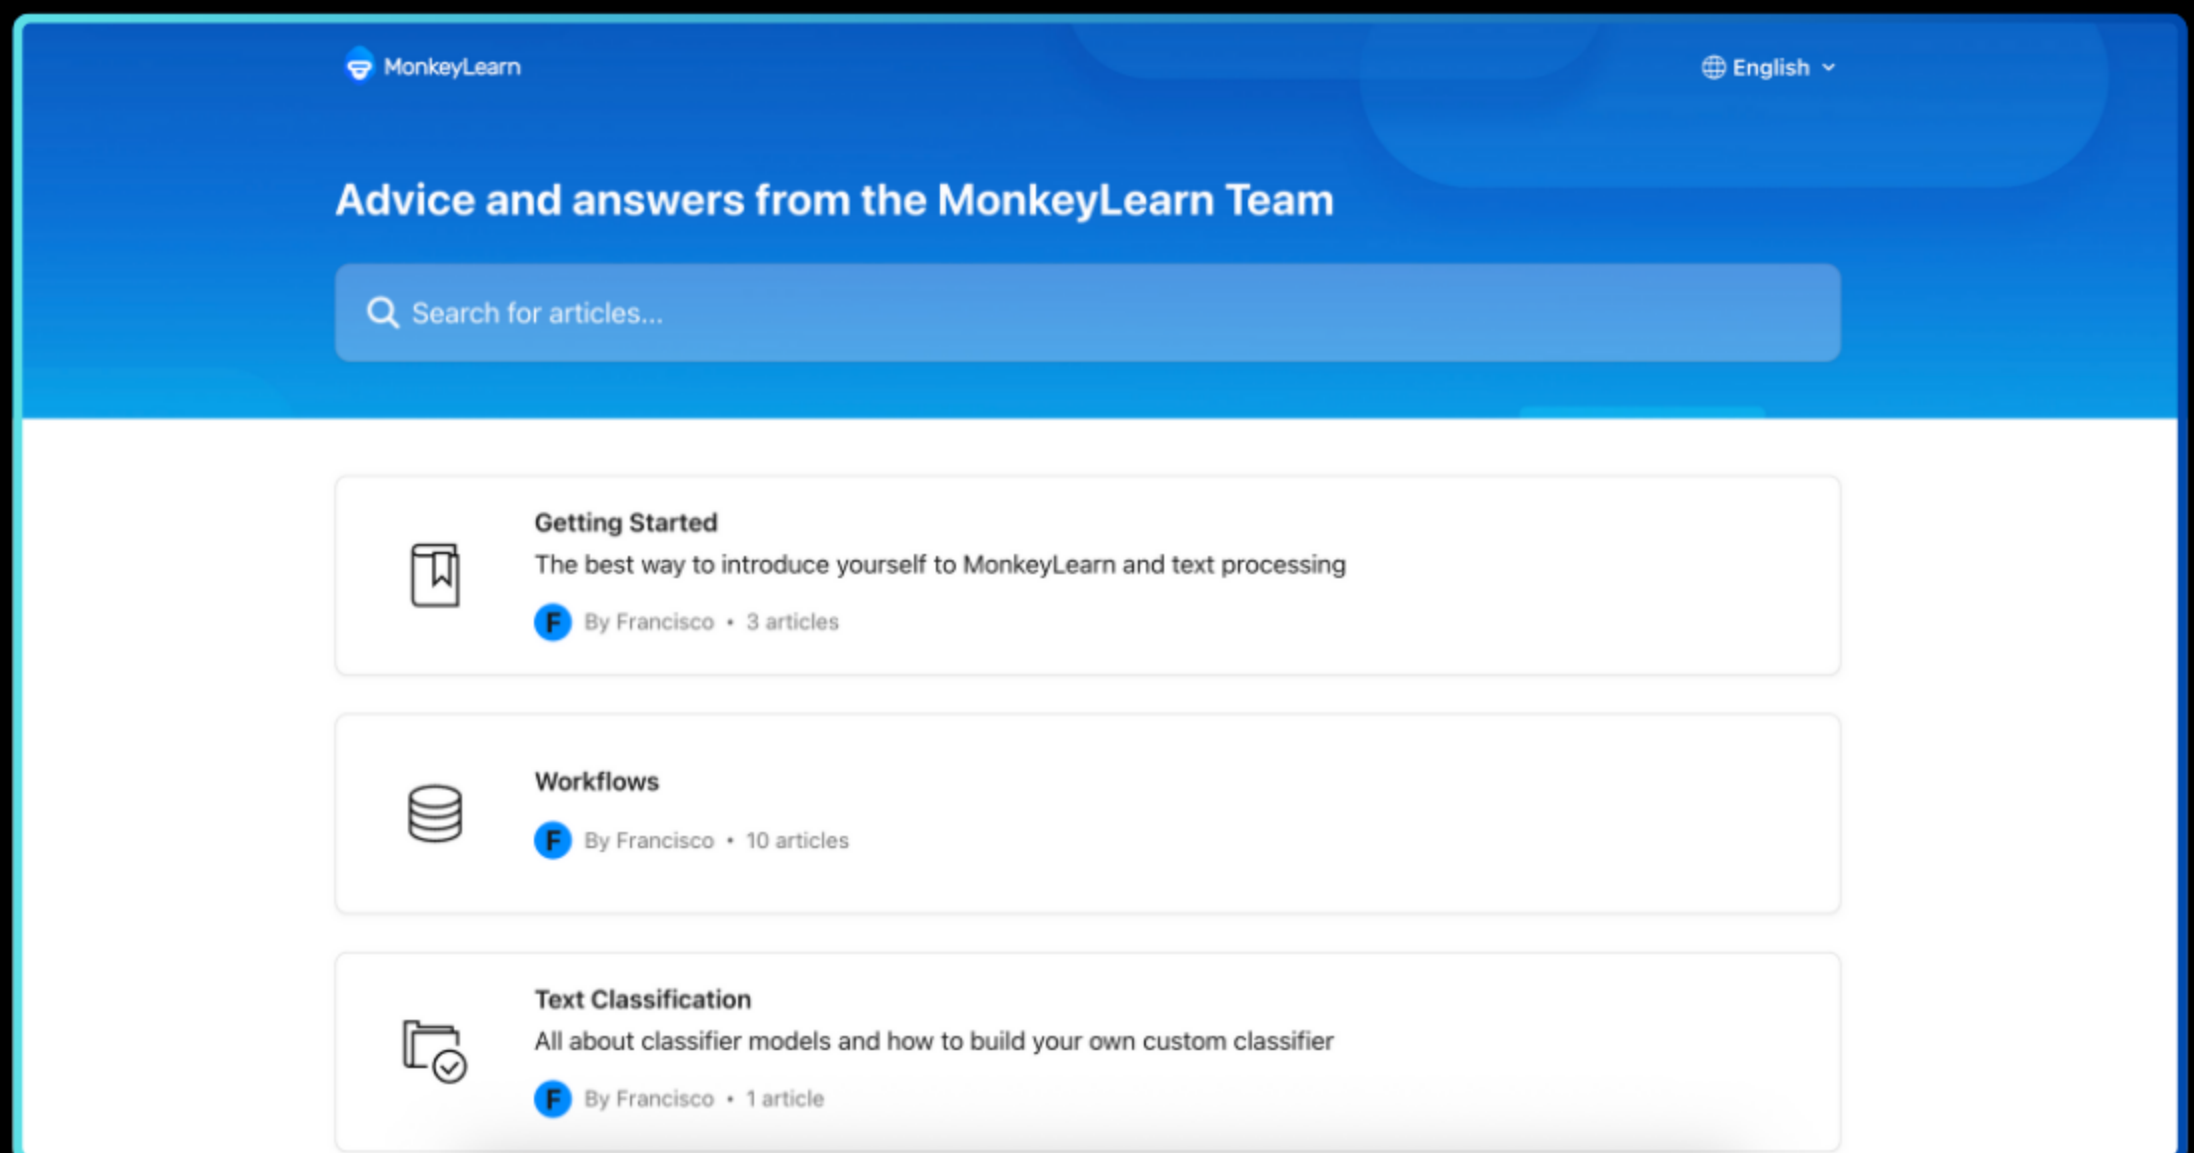 MonkeyLearn
English
Advice and answers from the MonkeyLearn Team
Search for articles...
Getting Started
The best way to introduce yourself to MonkeyLearn and text processing
F By Francisco • 3 articles
Workflows
F By Francisco • 10 articles
Text Classification
All about classifier models and how to build your own custom classifier
F By Francisco • 1 article